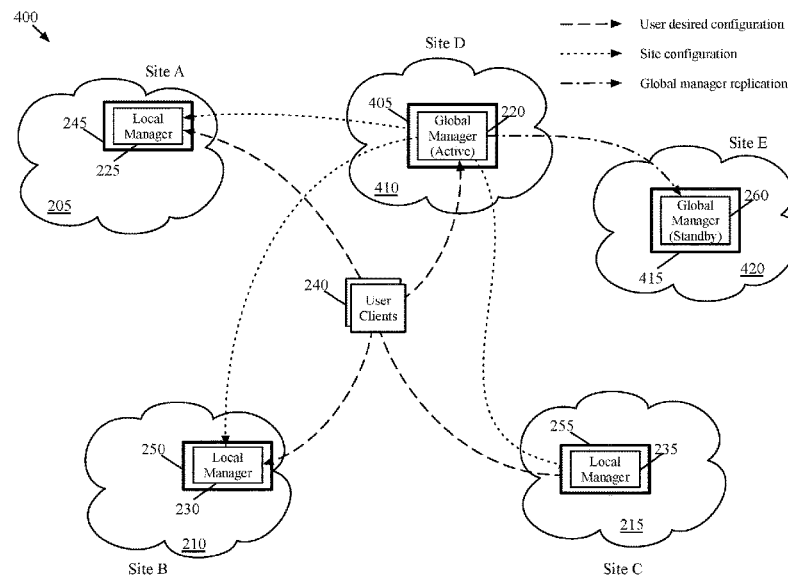 400
User desired configuration
Site configuration
Global manager replication
Site D
Site A
405
Global
Manager
(Active)
220
245
Local
Manager
225
205
410
Site E
Global
Manager
(Standby)
260
415
420
240
User
Clients
250
Local
Manager
230
210
Site B
255
Local
Manager
235
215
Site C